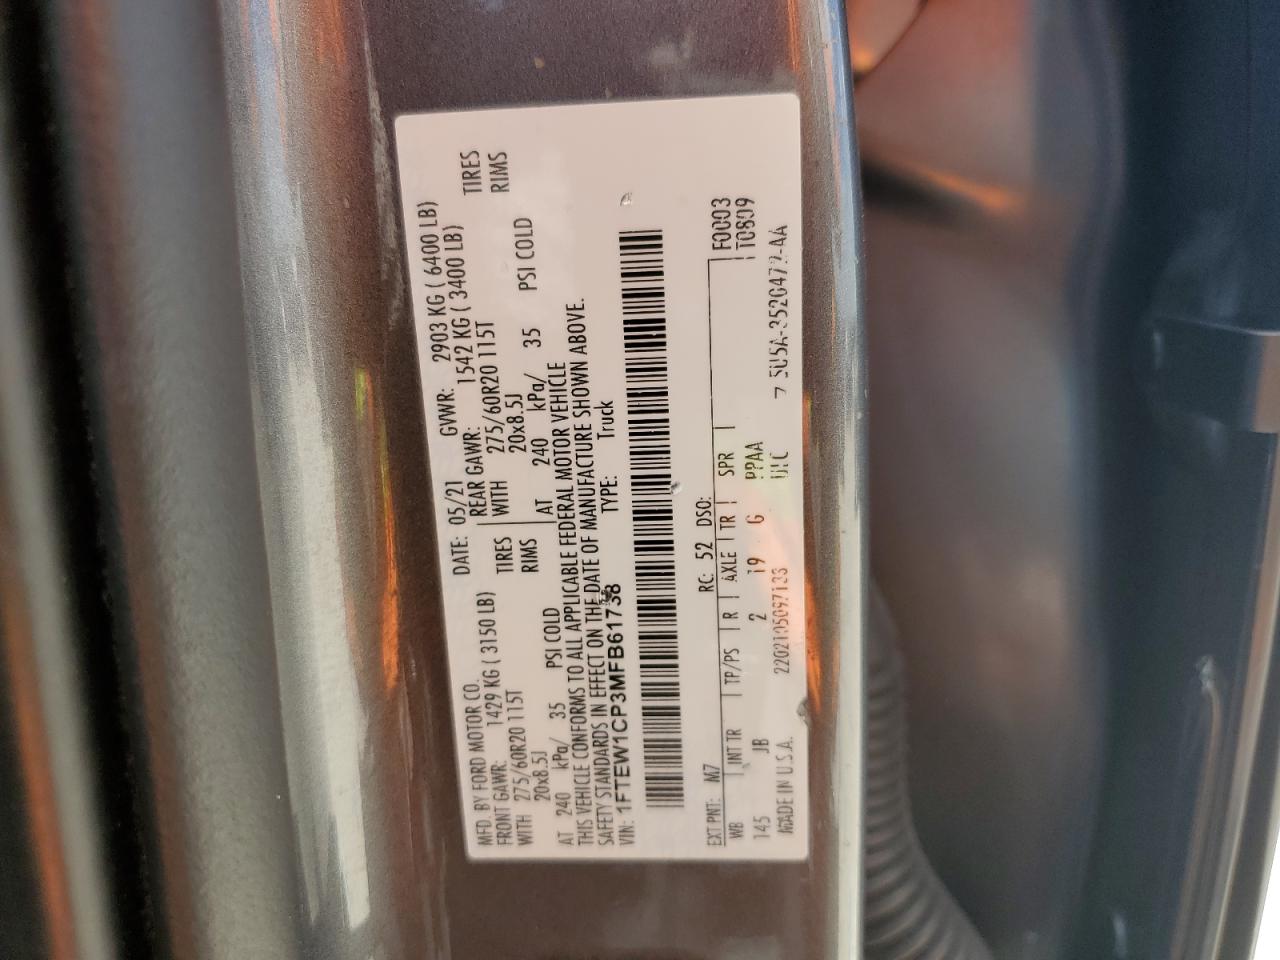 MFD. BY FORD MOTOR CO.
DATE: 05/21 GVWR: 2903 KG ( 6400 LB)
FRONT GAWR: 1429 KG ( 3150 LB) REAR GAWR: 1542 KG ( 3400 LB)
WITH 275/60R20 115T TIRES WITH 275/60R20 115T TIRES
20x8.5J RIMS 20x8.5J RIMS
AT 240 kPa/ 35 PSI COLD AT 240 kPa/ 35 PSI COLD
THIS VEHICLE CONFORMS TO ALL APPLICABLE FEDERAL MOTOR VEHICLE
SAFETY STANDARDS IN EFFECT ON THE DATE OF MANUFACTURE SHOWN ABOVE.
VIN: 1FTEW1CP3MFB61738 TYPE: Truck
EXT PNT: M7 RC: 52 DSO: F0003
WB INT TR TP/PS R AXLE TR SPR T0809
145 JB 2 19 G PPAA
MADE IN U.S.A.